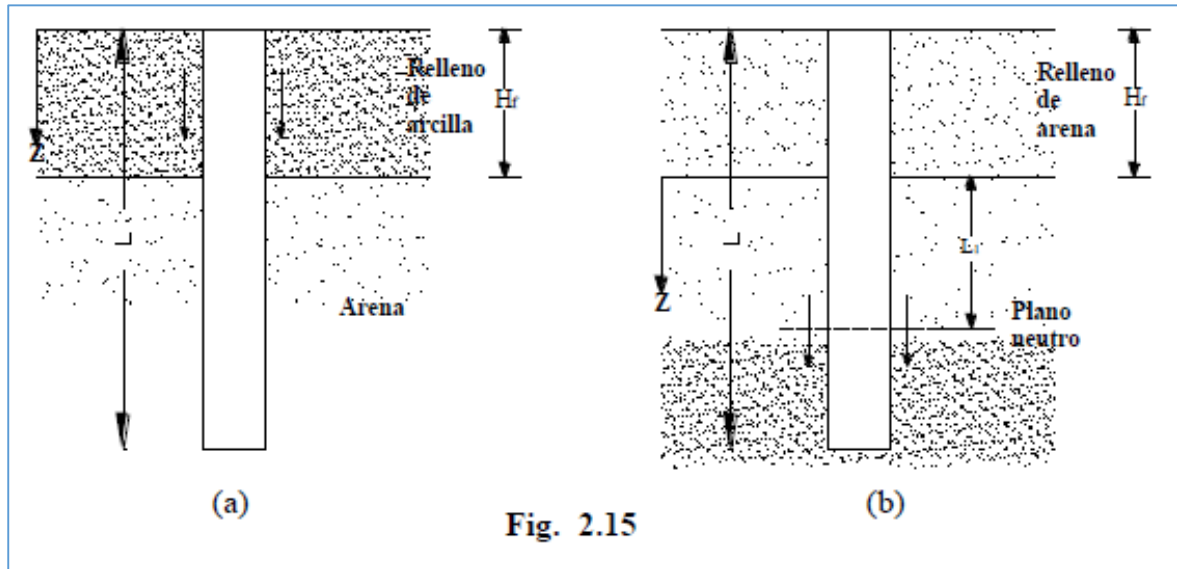 Relleno
de
arcilla
Hf
Z
L
Arena
(a)
Relleno
de
arena
Hf
Z
L
L1
Plano
neutro
(b)
Fig. 2.15